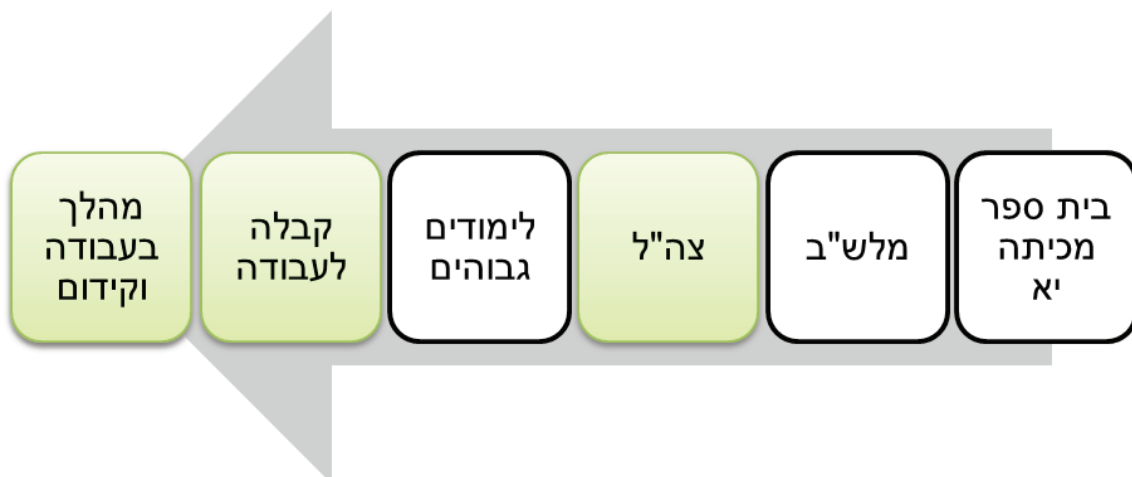 בית ספר
מכיתה
יא
מלש"ב
צה"ל
לימודים
גבוהים
קבלה
לעבודה
מהלך
בעבודה
וקידום